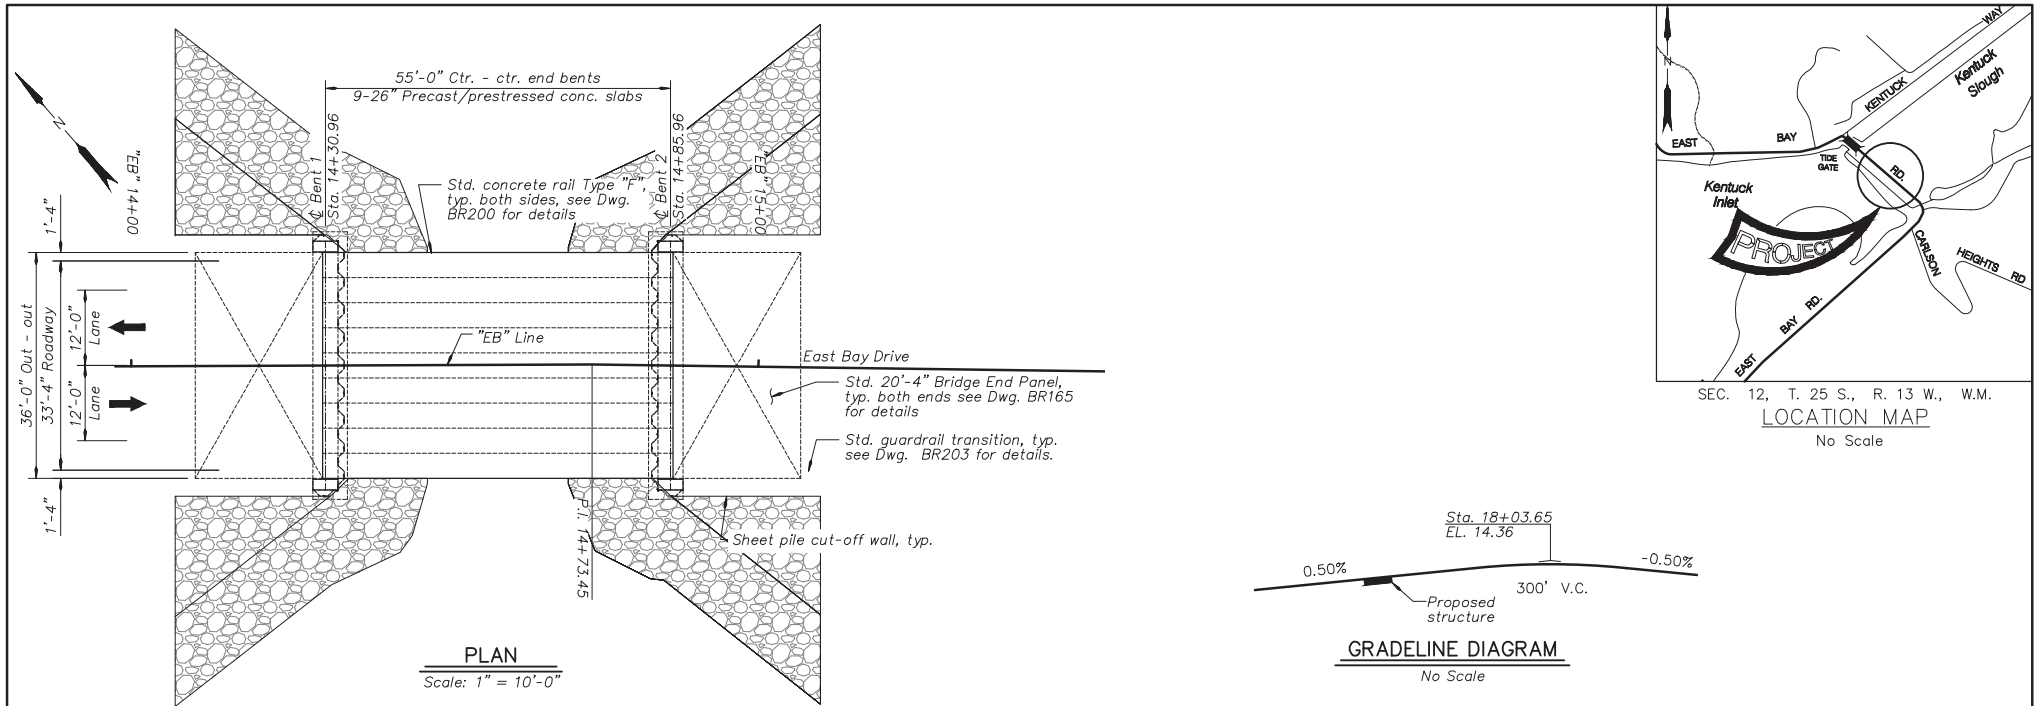 55'-0" Ctr. - ctr. end bents
9-26" Precast/prestressed conc. slabs
N
"EB" 14+00
℄ Bent 1
Sta. 14+30.96
℄ Bent 2
Sta. 14+85.96
"EB" 15+00
Std. concrete rail Type "F",
typ. both sides, see Dwg.
BR200 for details
1'-4"
36'-0" Out - out
33'-4" Roadway
12'-0"
Lane
12'-0"
Lane
1'-4"
"EB" Line
East Bay Drive
Std. 20'-4" Bridge End Panel,
typ. both ends see Dwg. BR165
for details
Std. guardrail transition, typ.
see Dwg. BR203 for details.
P.I. 14+73.45
Sheet pile cut-off wall, typ.
PLAN
Scale: 1" = 10'-0"
Sta. 18+03.65
EL. 14.36
0.50%
-0.50%
300' V.C.
Proposed
structure
GRADELINE DIAGRAM
No Scale
N
WAY
KENTUCK
Kentuck
Slough
EAST
BAY
TIDE
GATE
RD.
Kentuck
Inlet
PROJECT
CARLSON
HEIGHTS
RD
EAST
BAY
RD.
SEC. 12, T. 25 S., R. 13 W., W.M.
LOCATION MAP
No Scale